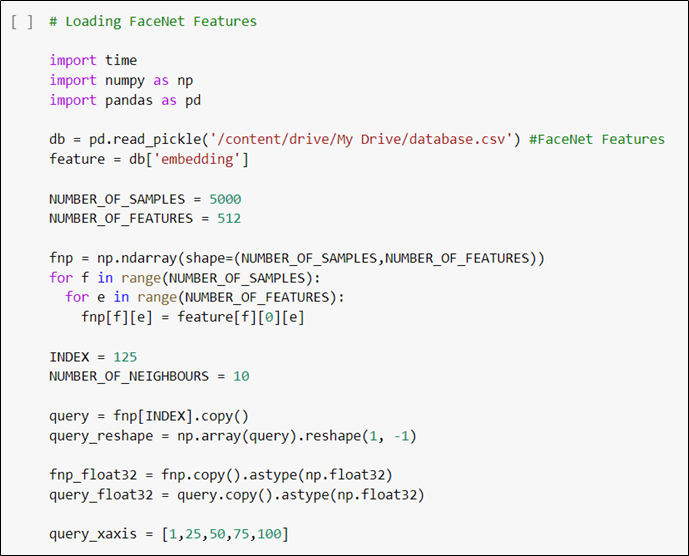 [ ] # Loading FaceNet Features
import time
import numpy as np
import pandas as pd
db = pd.read_pickle('/content/drive/My Drive/database.csv') #FaceNet Features
feature = db['embedding']
NUMBER_OF_SAMPLES = 5000
NUMBER_OF_FEATURES = 512
fnp = np.ndarray(shape=(NUMBER_OF_SAMPLES,NUMBER_OF_FEATURES))
for f in range(NUMBER_OF_SAMPLES):
  for e in range(NUMBER_OF_FEATURES):
    fnp[f][e] = feature[f][0][e]
INDEX = 125
NUMBER_OF_NEIGHBOURS = 10
query = fnp[INDEX].copy()
query_reshape = np.array(query).reshape(1, -1)
fnp_float32 = fnp.copy().astype(np.float32)
query_float32 = query.copy().astype(np.float32)
query_xaxis = [1,25,50,75,100]